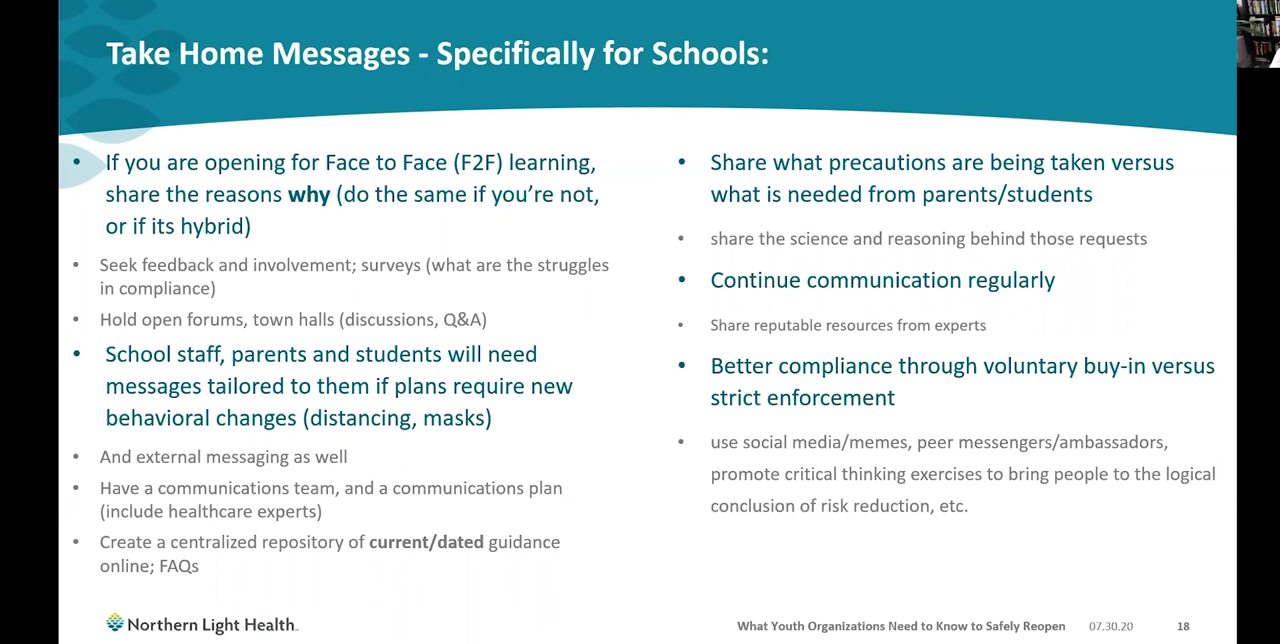 Take Home Messages - Specifically for Schools:
• If you are opening for Face to Face (F2F) learning,
share the reasons why (do the same if you're not,
or if its hybrid)
• Seek feedback and involvement; surveys (what are the struggles
in compliance)
• Hold open forums, town halls (discussions, Q&A)
• School staff, parents and students will need
messages tailored to them if plans require new
behavioral changes (distancing, masks)
• And external messaging as well
• Have a communications team, and a communications plan
(include healthcare experts)
• Create a centralized repository of current/dated guidance
online; FAQs
• Share what precautions are being taken versus
what is needed from parents/students
• share the science and reasoning behind those requests
• Continue communication regularly
• Share reputable resources from experts
• Better compliance through voluntary buy-in versus
strict enforcement
• use social media/memes, peer messengers/ambassadors,
promote critical thinking exercises to bring people to the logical
conclusion of risk reduction, etc.
Northern Light Health
What Youth Organizations Need to Know to Safely Reopen 07.30.20 18